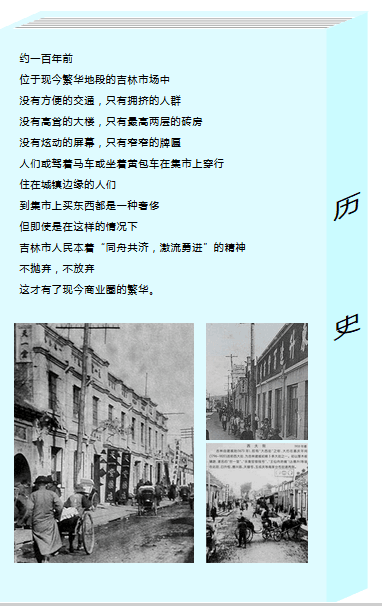 约一百年前
位于现今繁华地段的吉林市场中
没有方便的交通，只有拥挤的人群
没有高耸的大楼，只有最高两层的砖房
没有炫动的屏幕，只有窄窄的牌匾
人们或驾着马车或坐着黄包车在集市上穿行
住在城镇边缘的人们
到集市上买东西都是一种奢侈
但即使是在这样的情况下
吉林市人民本着“同舟共济，激流勇进”的精神
不抛弃，不放弃
这才有了现今商业圈的繁华。
历
史